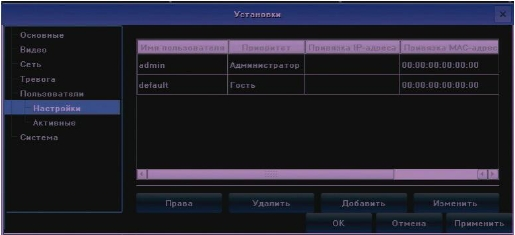 Установки
Основные
Видео
Сеть
Тревога
Пользователи
Настройки
Активные
Система
Имя пользователя Приоритет Привязка IP-адреса Привязка MAC-адрес
admin Администратор 00:00:00:00:00:00
default Гость 00:00:00:00:00:00
Права Удалить Добавить Изменить
OK Отмена Применить